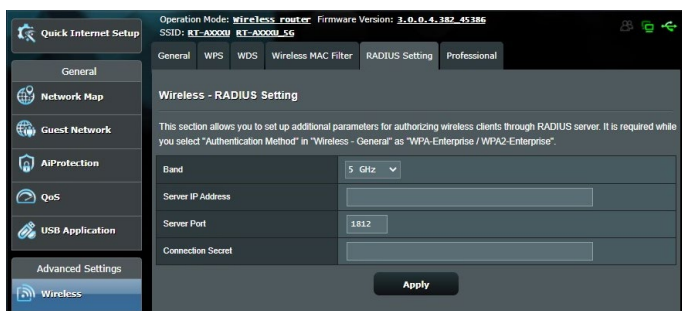 Quick Internet Setup
General
Network Map
Guest Network
AiProtection
QoS
USB Application
Advanced Settings
Wireless
Operation Mode: Wireless router Firmware Version: 3.0.0.4.382_45386
SSID: RT-AXXXU RT-AXXXU_5G
General WPS WDS Wireless MAC Filter RADIUS Setting Professional
Wireless - RADIUS Setting
This section allows you to set up additional parameters for authorizing wireless clients through RADIUS server. It is required while
you select "Authentication Method" in "Wireless - General" as "WPA-Enterprise / WPA2-Enterprise".
Band 5 GHz
Server IP Address
Server Port 1812
Connection Secret
Apply